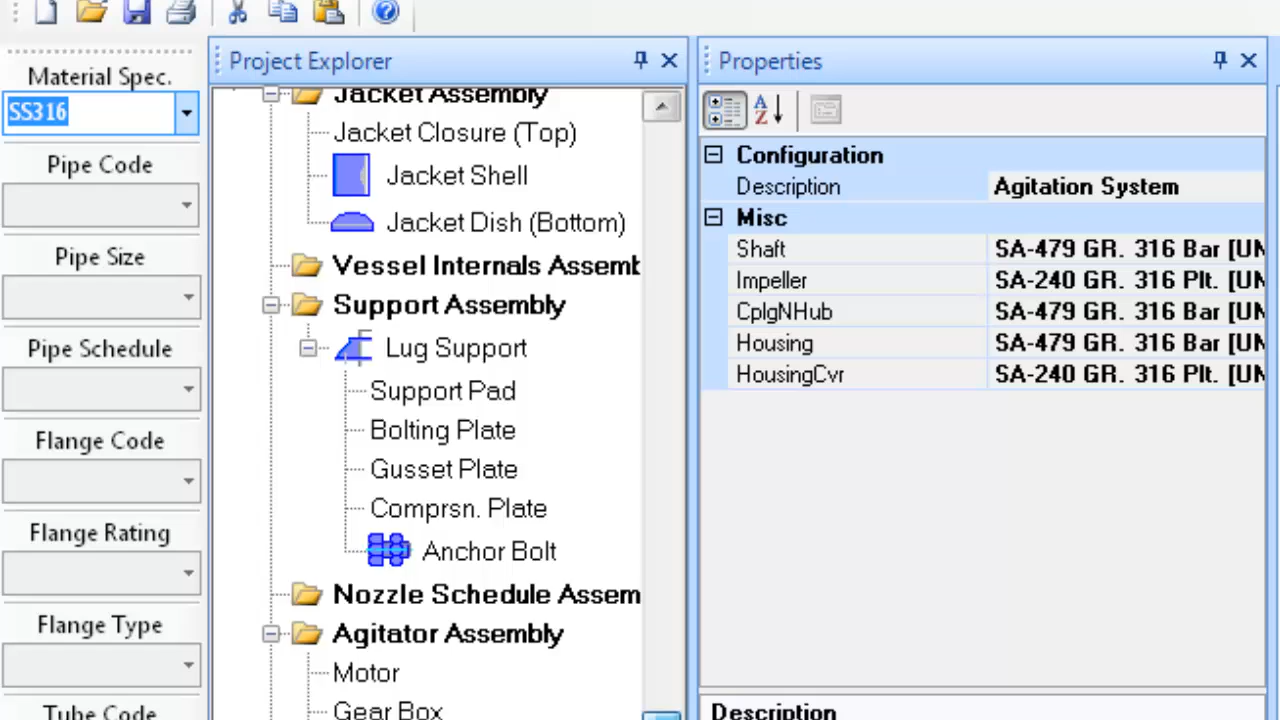 Material Spec.
SS316
Pipe Code
Pipe Size
Pipe Schedule
Flange Code
Flange Rating
Flange Type
Tube Code
Project Explorer
Jacket Assembly
Jacket Closure (Top)
Jacket Shell
Jacket Dish (Bottom)
Vessel Internals Assemb
Support Assembly
Lug Support
Support Pad
Bolting Plate
Gusset Plate
Comprsn. Plate
Anchor Bolt
Nozzle Schedule Assem
Agitator Assembly
Motor
Gear Box
Properties
Configuration
Description Agitation System
Misc
Shaft SA-479 GR. 316 Bar [UN
Impeller SA-240 GR. 316 Plt. [UN
CplgNHub SA-479 GR. 316 Bar [UN
Housing SA-479 GR. 316 Bar [UN
HousingCvr SA-240 GR. 316 Plt. [UN
Description